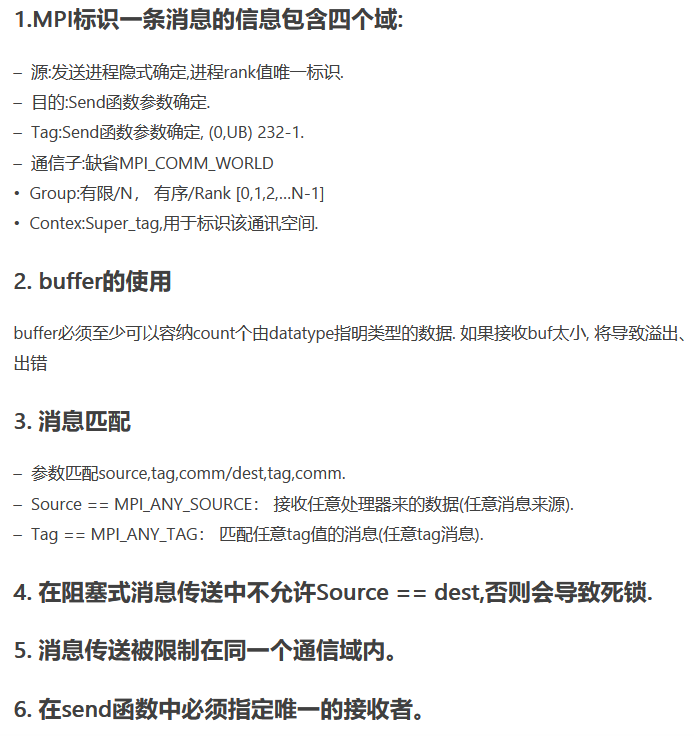 1.MPI标识一条消息的信息包含四个域:
– 源:发送进程隐式确定,进程rank值唯一标识.
– 目的:Send函数参数确定.
– Tag:Send函数参数确定, (0,UB) 232-1.
– 通信子:缺省MPI_COMM_WORLD
• Group:有限/N， 有序/Rank [0,1,2,...N-1]
• Contex:Super_tag,用于标识该通讯空间.
2. buffer的使用
buffer必须至少可以容纳count个由datatype指明类型的数据. 如果接收buf太小, 将导致溢出、
出错
3. 消息匹配
– 参数匹配source,tag,comm/dest,tag,comm.
– Source == MPI_ANY_SOURCE： 接收任意处理器来的数据(任意消息来源).
– Tag == MPI_ANY_TAG： 匹配任意tag值的消息(任意tag消息).
4. 在阻塞式消息传送中不允许Source == dest,否则会导致死锁.
5. 消息传送被限制在同一个通信域内。
6. 在send函数中必须指定唯一的接收者。